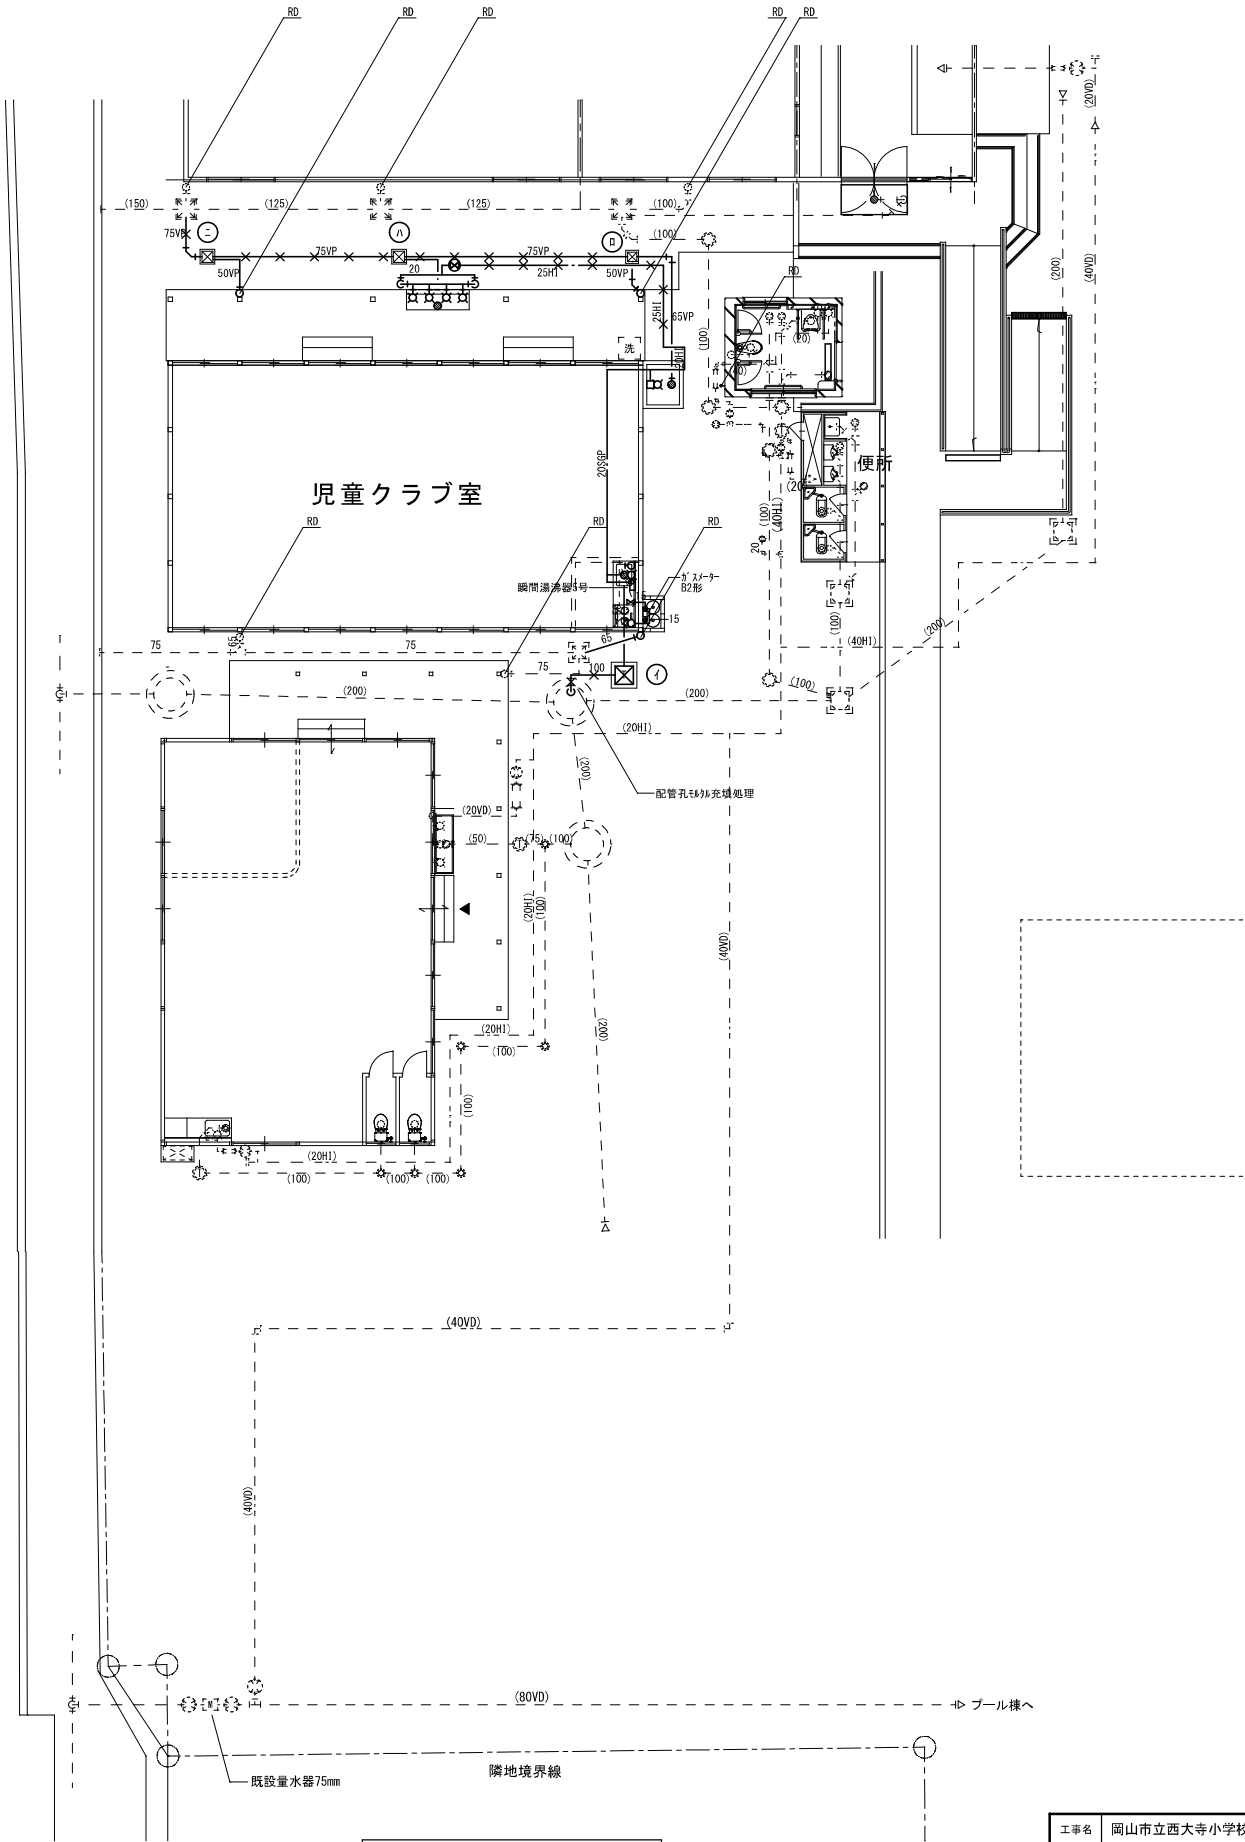 RD
RD
RD
RD
RD
(20VD)
(150)
(125)
(125)
(100)
75VP
ニ
ハ
ロ
(100)
75VP
75VP
50VP
20
25HI
50VP
RD
(200)
(40VD)
25HI
65VP
(100)
20HI
洗
(20)
便所
20SGP
児童クラブ室
(100)
(40HI)
20
RD
RD
RD
瞬間湯沸器5号
ガスメーター
B2形
15
65
65
75
75
75
100
イ
(100)
(40HI)
(200)
(100)
(200)
(200)
(20HI)
(200)
配管孔モルタル充填処理
(20VD)
(50)
(75)
(100)
(20HI)
(100)
(40VD)
(200)
(20HI)
(100)
(100)
(20HI)
(100)
(100)
(100)
(40VD)
(40VD)
M
(80VD)
プール棟へ
隣地境界線
既設量水器75mm
工事名 岡山市立西大寺小学校